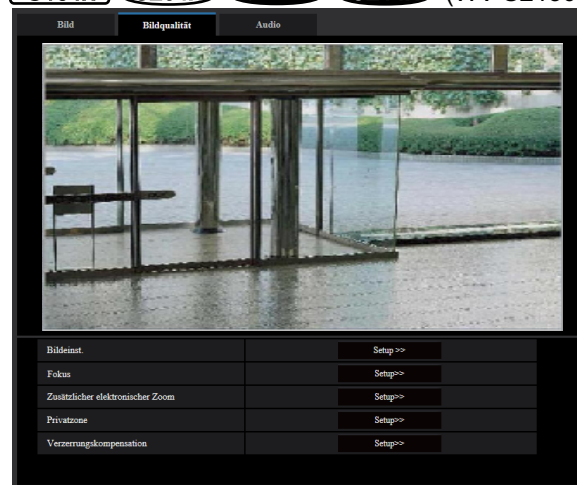 Bild Bildqualität Audio
Bildeinst. Setup >>
Fokus Setup>>
Zusätzlicher elektronischer Zoom Setup>>
Privatzone Setup>>
Verzerrungskompensation Setup>>